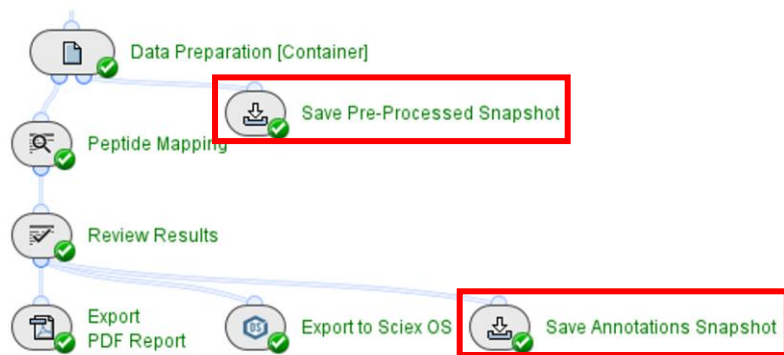 Data Preparation [Container]
Save Pre-Processed Snapshot
Peptide Mapping
Review Results
Export
PDF Report
OS
Export to Sciex OS
Save Annotations Snapshot